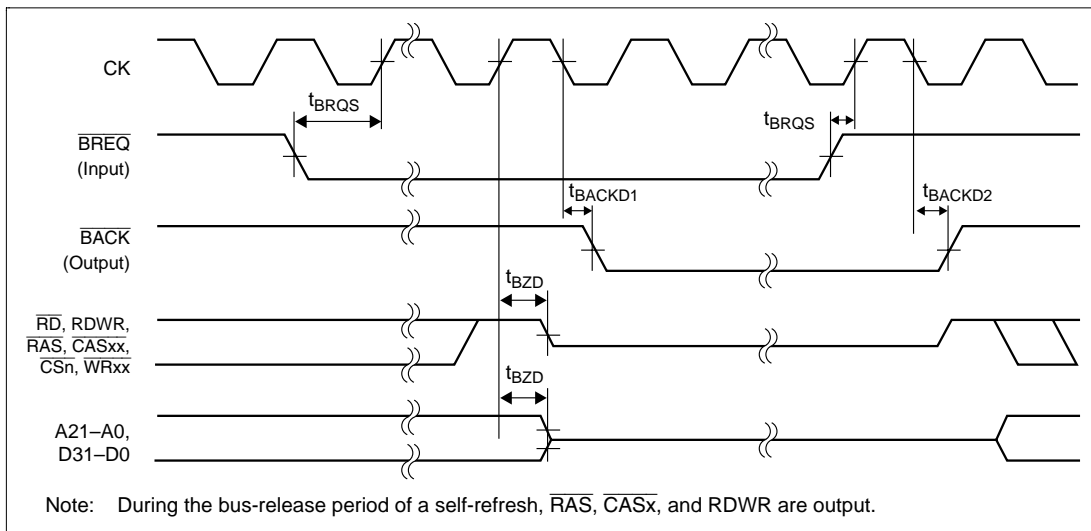 CK
tBRQS
tBRQS
BREQ
(Input)
tBACKD1
tBACKD2
BACK
(Output)
tBZD
RD, RDWR,
RAS, CASxx,
CSn, WRxx
tBZD
A21–A0,
D31–D0
Note: During the bus-release period of a self-refresh, RAS, CASx, and RDWR are output.